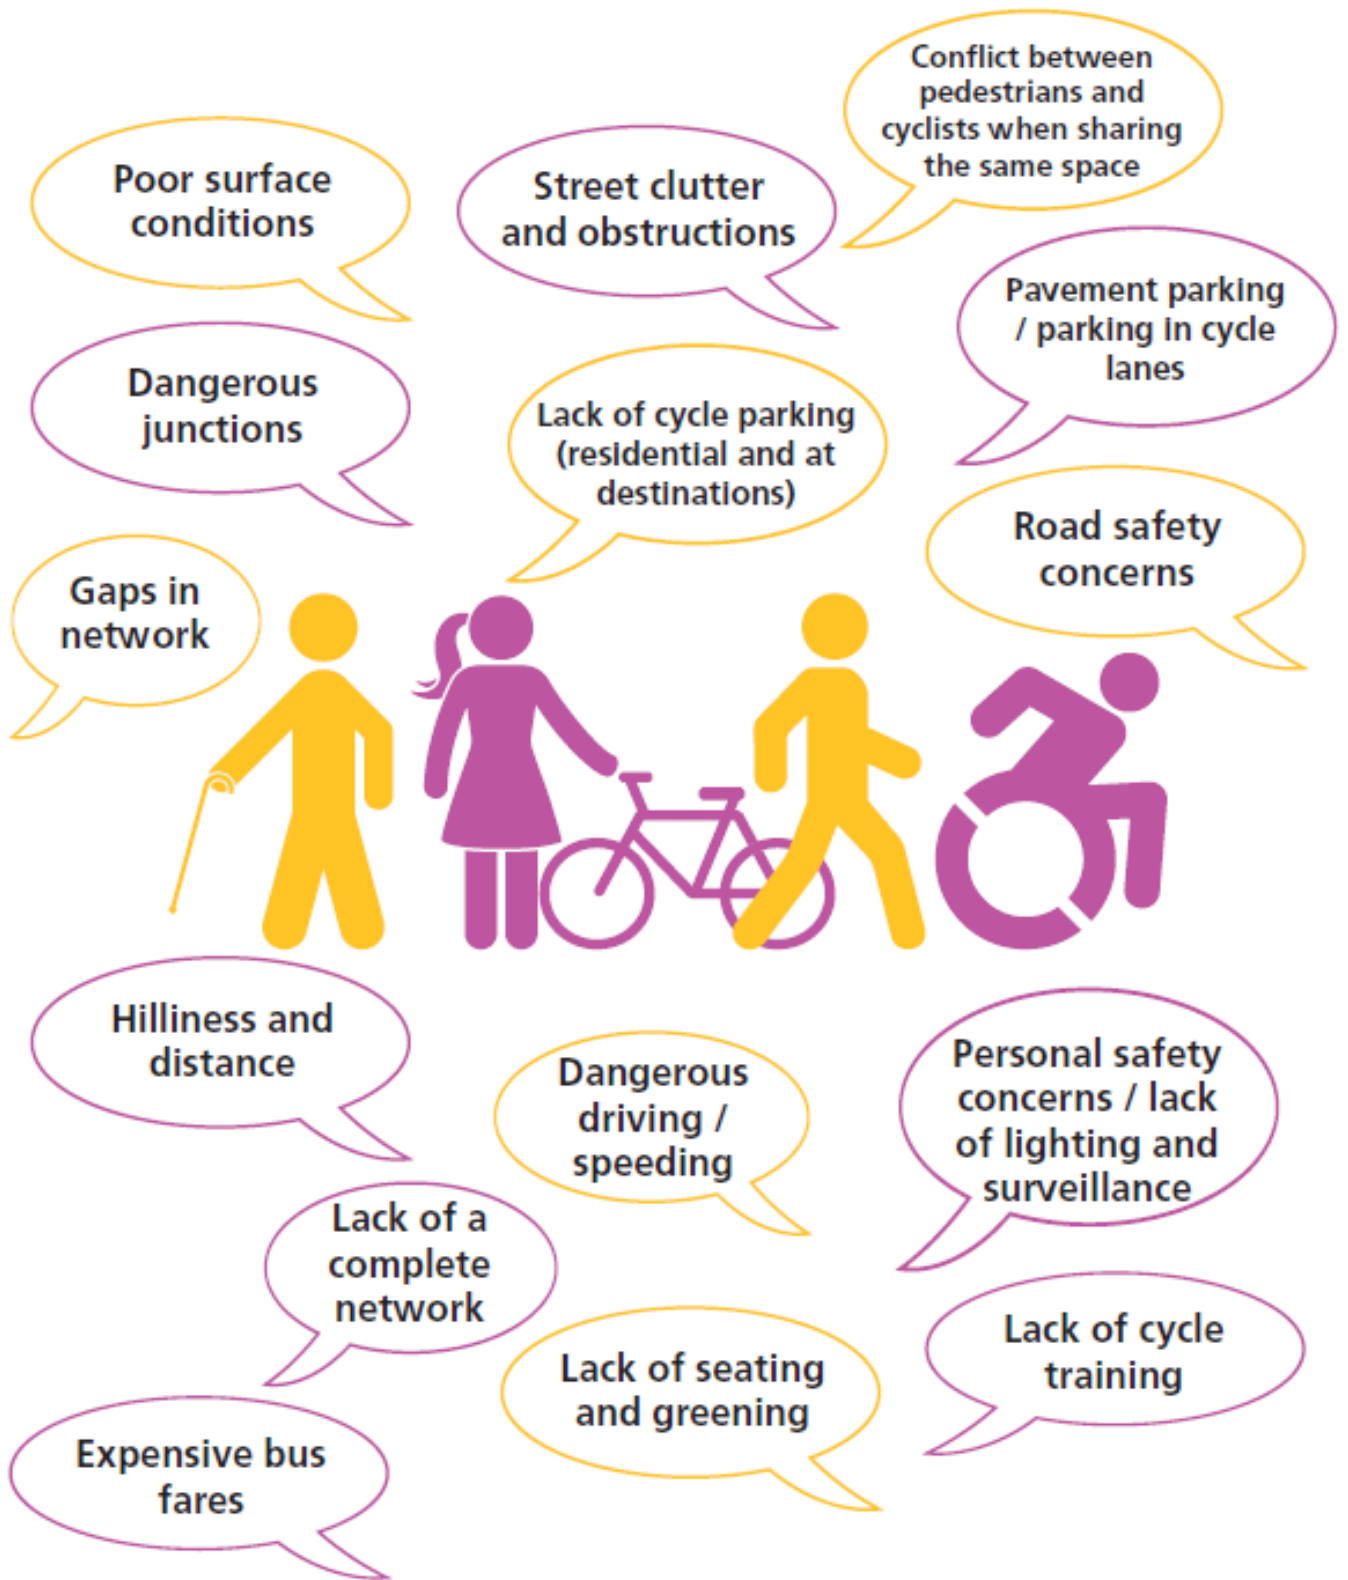 Conflict between
pedestrians and
cyclists when sharing
the same space
Poor surface
conditions
Street clutter
and obstructions
Pavement parking
/ parking in cycle
lanes
Dangerous
junctions
Lack of cycle parking
(residential and at
destinations)
Road safety
concerns
Gaps in
network
Hilliness and
distance
Dangerous
driving /
speeding
Personal safety
concerns / lack
of lighting and
surveillance
Lack of a
complete
network
Lack of seating
and greening
Lack of cycle
training
Expensive bus
fares